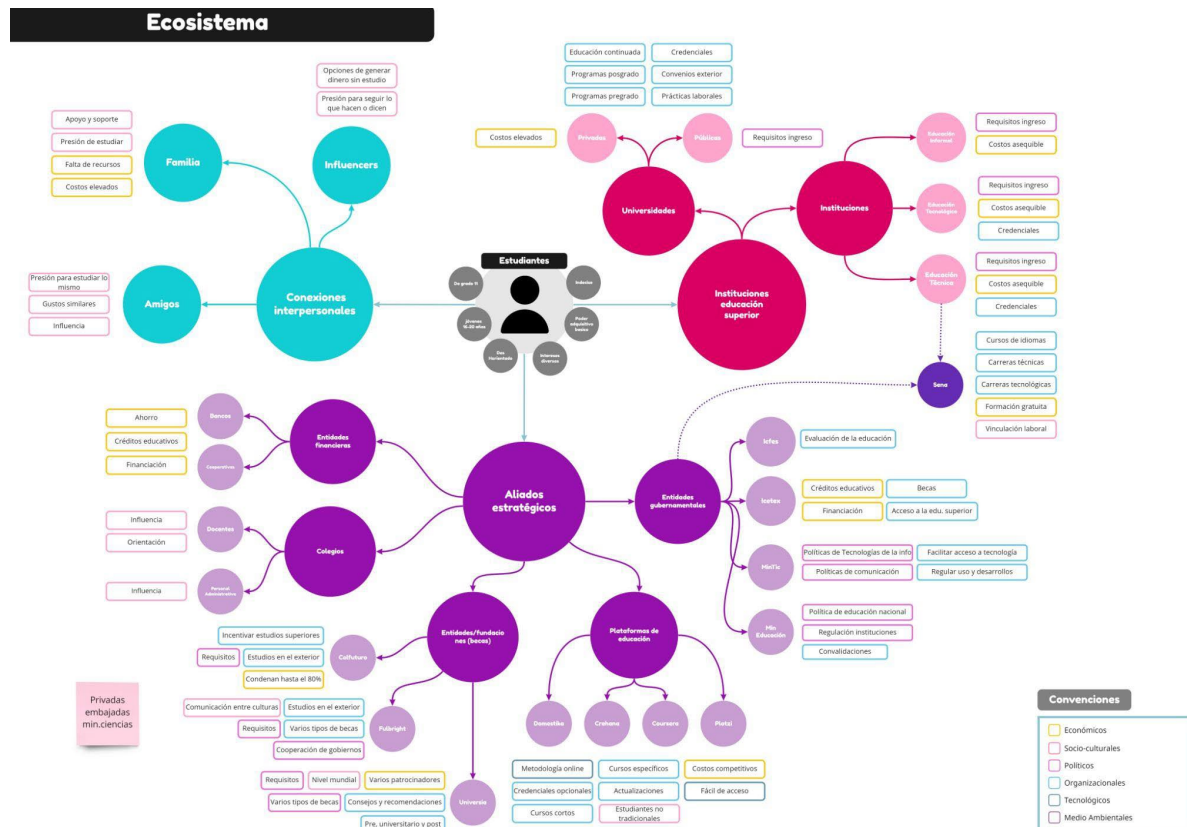 Ecosistema
Opciones de generar
dinero sin estudio
Presión para seguir lo
que hacen o dicen
Apoyo y soporte
Presión de estudiar
Falta de recursos
Costos elevados
Familia
Influencers
Presión para estudiar lo
mismo
Gustos similares
Influencia
Amigos
Conexiones
interpersonales
Estudiantes
De grado 11
Indecisos
jóvenes
16-20 años
Poder
adquisitivo
basico
Intereses
diversos
Educación continuada
Credenciales
Programas posgrado
Convenios exterior
Programas pregrado
Prácticas laborales
Costos elevados
Privadas
Públicas
Requisitos ingreso
Universidades
Instituciones
Instituciones
educación
superior
Educación
Informal
Requisitos ingreso
Costos asequible
Educación
Tecnológica
Requisitos ingreso
Costos asequible
Credenciales
Educación
Técnica
Requisitos ingreso
Costos asequible
Credenciales
Sena
Cursos de idiomas
Carreras técnicas
Carreras tecnológicas
Formación gratuita
Vinculación laboral
Ahorro
Créditos educativos
Financiación
Bancos
Cooperativas
Entidades
financieras
Influencia
Orientación
Influencia
Docentes
Personal
Administrativo
Colegios
Aliados
estratégicos
Entidades
gubernamentales
Icfes
Evaluación de la educación
Icetex
Créditos educativos
Becas
Financiación
Acceso a la edu. superior
MinTic
Políticas de Tecnologías de la info
Facilitar acceso a tecnología
Políticas de comunicación
Regular uso y desarrollos
Min
Educación
Política de educación nacional
Regulación instituciones
Convalidaciones
Entidades/fundacio
nes (becas)
Plataformas de
educación
Incentivar estudios superiores
Requisitos
Estudios en el exterior
Condenan hasta el 80%
Colfuturo
Comunicación entre culturas
Estudios en el exterior
Requisitos
Varios tipos de becas
Cooperación de gobiernos
Fulbright
Requisitos
Nivel mundial
Varios patrocinadores
Varios tipos de becas
Consejos y recomendaciones
Pre, universitario y post
Universia
Domestika
Crehana
Coursera
Platzi
Metodología online
Cursos específicos
Costos competitivos
Credenciales opcionales
Actualizaciones
Fácil de acceso
Cursos cortos
Estudiantes no
tradicionales
Privadas
embajadas
min.ciencias
Convenciones
Económicos
Socio-culturales
Políticos
Organizacionales
Tecnológicos
Medio Ambientales